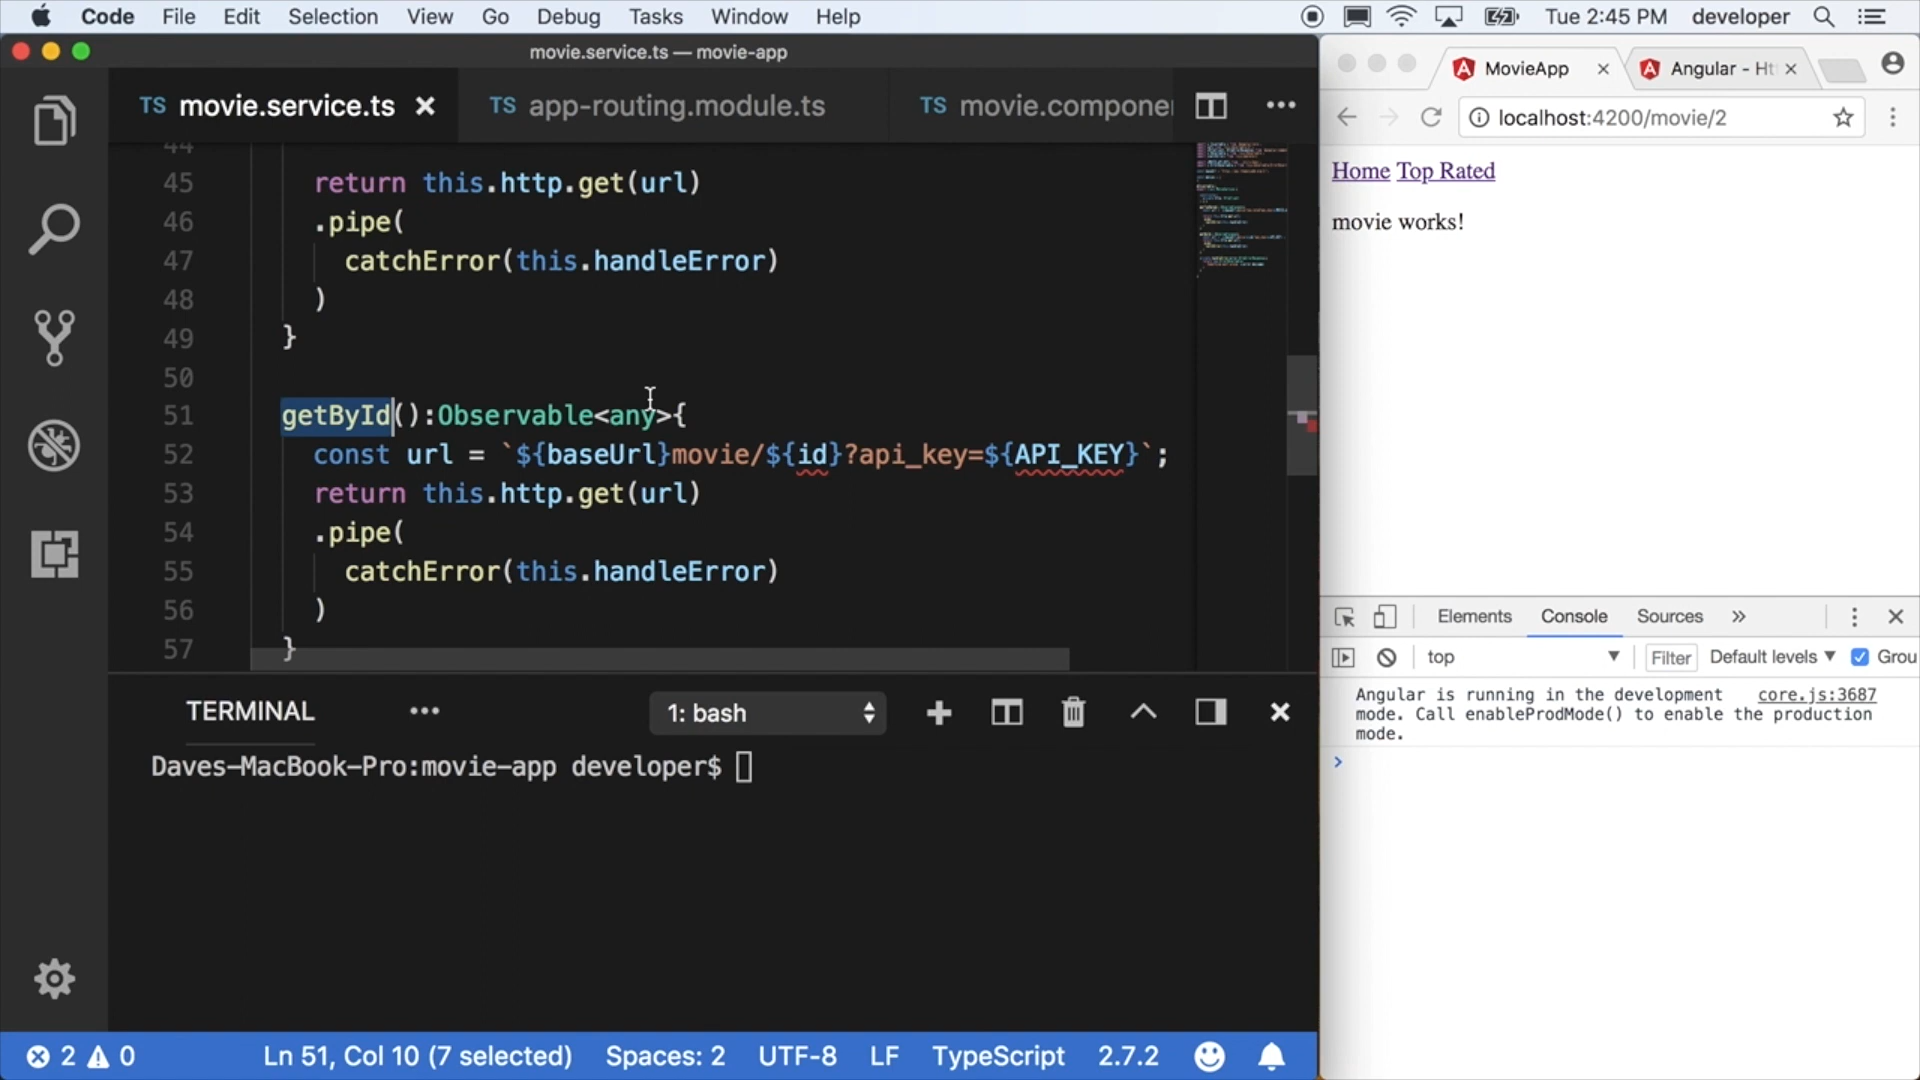 Code File Edit Selection View Go Debug Tasks Window Help Tue 2:45 PM developer
movie.service.ts — movie-app
TS movie.service.ts TS app-routing.module.ts TS movie.componen
44
45 return this.http.get(url)
46 .pipe(
47 catchError(this.handleError)
48 )
49 }
50
51 getById():Observable<any>{
52 const url = `${baseUrl}movie/${id}?api_key=${API_KEY}`;
53 return this.http.get(url)
54 .pipe(
55 catchError(this.handleError)
56 )
57 }
TERMINAL 1: bash
Daves-MacBook-Pro:movie-app developer$
2 0 Ln 51, Col 10 (7 selected) Spaces: 2 UTF-8 LF TypeScript 2.7.2
MovieApp Angular - Ht
localhost:4200/movie/2
Home Top Rated
movie works!
Elements Console Sources
top Filter Default levels Grou
Angular is running in the development core.js:3687
mode. Call enableProdMode() to enable the production
mode.